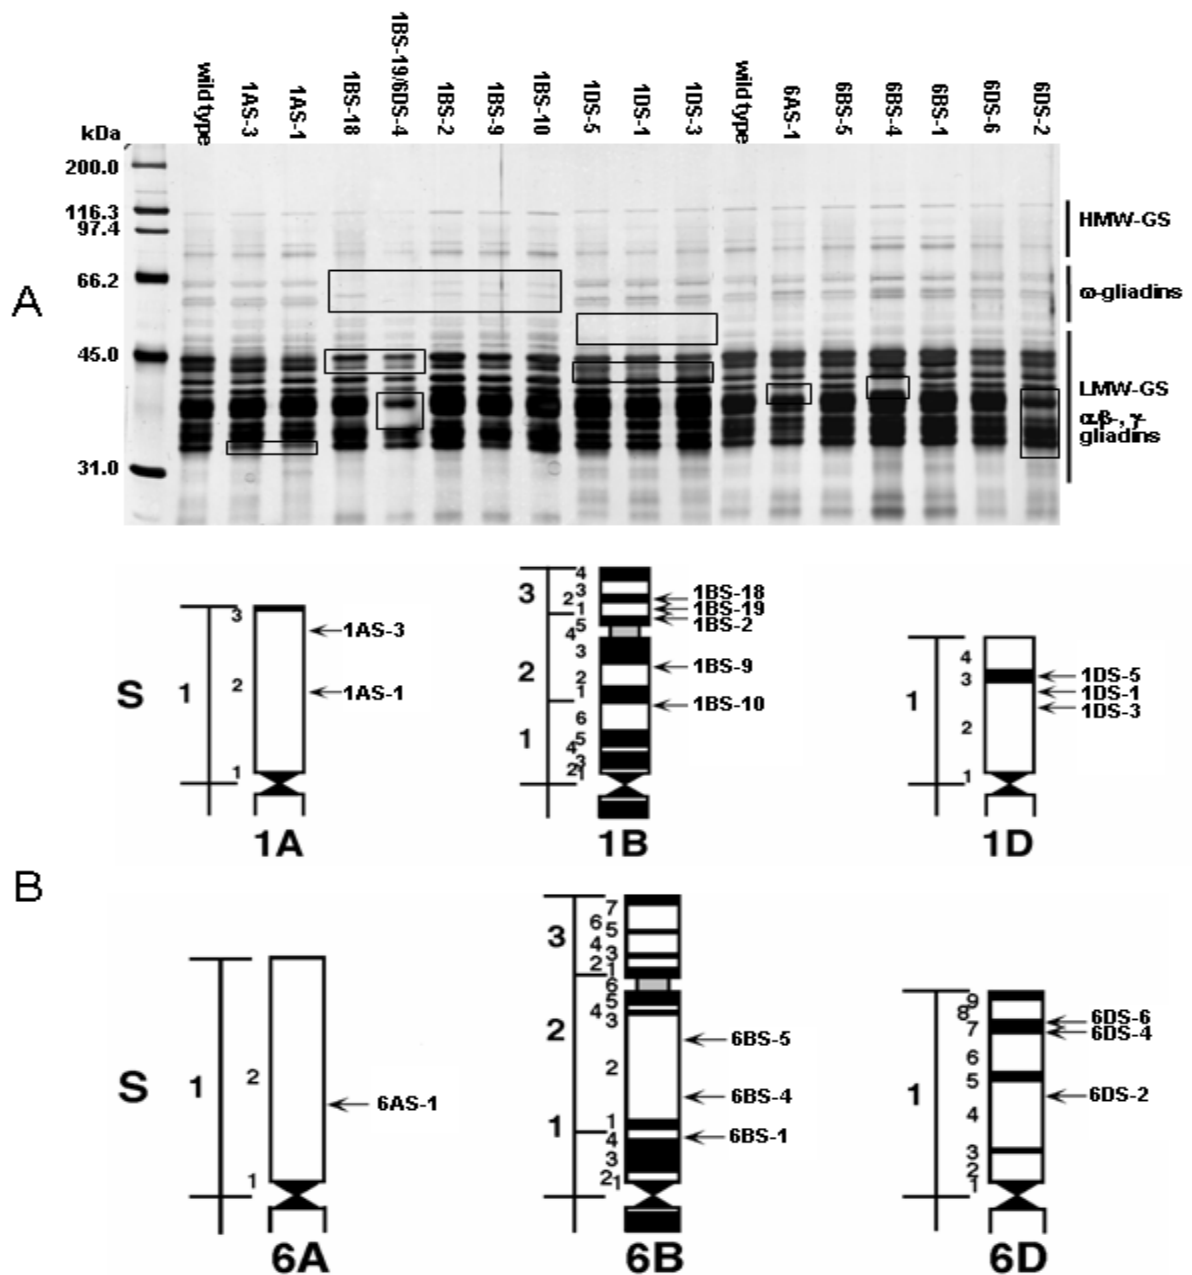 wild type
1AS-3
1AS-1
1BS-18
1BS-19/6DS-4
1BS-2
1BS-9
1BS-10
1DS-5
1DS-1
1DS-3
wild type
6AS-1
6BS-5
6BS-4
6BS-1
6DS-6
6DS-2
kDa
200.0
116.3
97.4
66.2
45.0
31.0
A
HMW-GS
ω-gliadins
LMW-GS
α/β-, γ-
gliadins
S
1
3
2
1
1AS-3
1AS-1
1A
3
2
1
4
3
2
1
5
4
3
2
1
6
5
4
3
2
1
1BS-18
1BS-19
1BS-2
1BS-9
1BS-10
1B
1
4
3
2
1
1DS-5
1DS-1
1DS-3
1D
B
S
1
2
1
6AS-1
6A
3
2
1
7
6
5
4
3
2
1
6
5
4
3
2
1
4
3
2
1
6BS-5
6BS-4
6BS-1
6B
1
9
8
7
6
5
4
3
2
1
6DS-6
6DS-4
6DS-2
6D